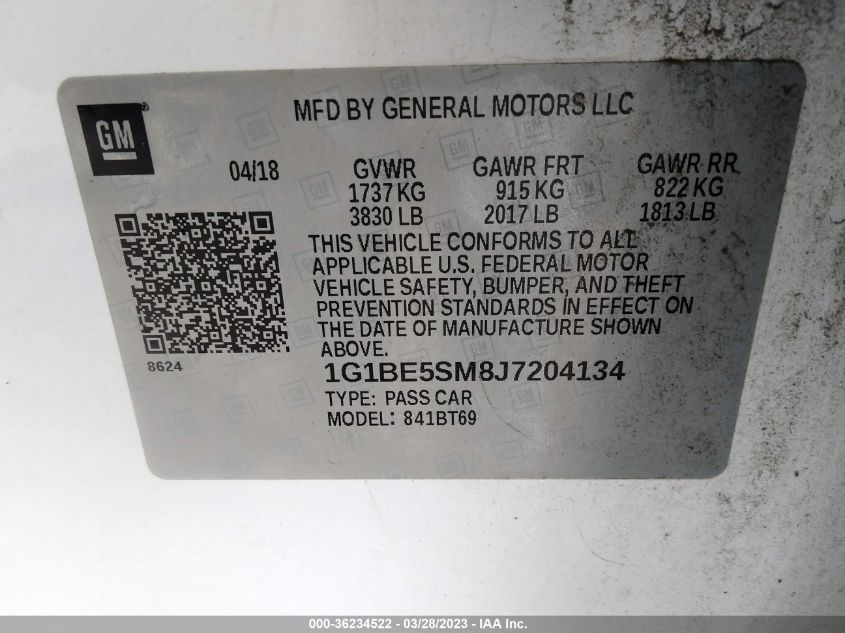 GM ®
MFD BY GENERAL MOTORS LLC
04/18 GVWR GAWR FRT GAWR RR
1737 KG 915 KG 822 KG
3830 LB 2017 LB 1813 LB
THIS VEHICLE CONFORMS TO ALL
APPLICABLE U.S. FEDERAL MOTOR
VEHICLE SAFETY, BUMPER, AND THEFT
PREVENTION STANDARDS IN EFFECT ON
THE DATE OF MANUFACTURE SHOWN
ABOVE.
8624
1G1BE5SM8J7204134
TYPE: PASS CAR
MODEL: 841BT69
000-36234522 - 03/28/2023 - IAA Inc.